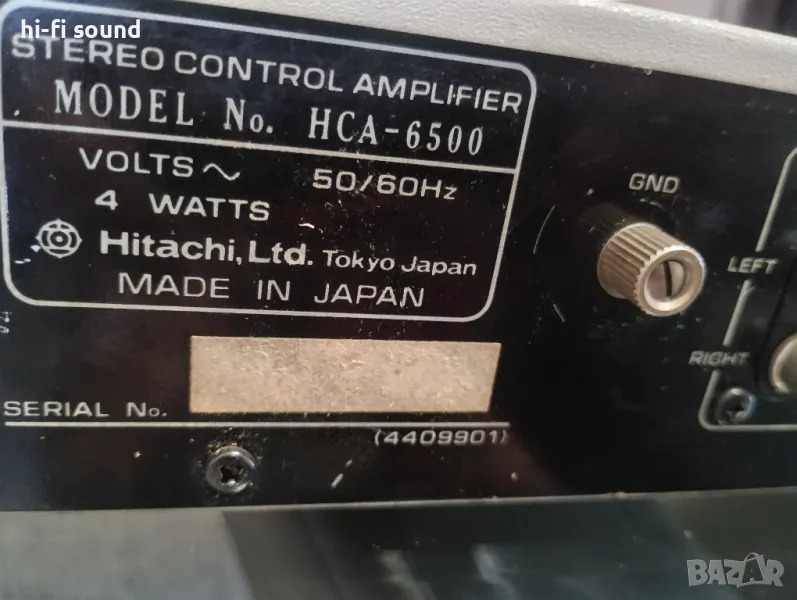 hi-fi sound
STEREO CONTROL AMPLIFIER
MODEL No. HCA-6500
VOLTS ~ 50/60Hz
4 WATTS
Hitachi, Ltd. Tokyo Japan
MADE IN JAPAN
GND
LEFT
RIGHT
SERIAL No.
(4409901)
BAZAR